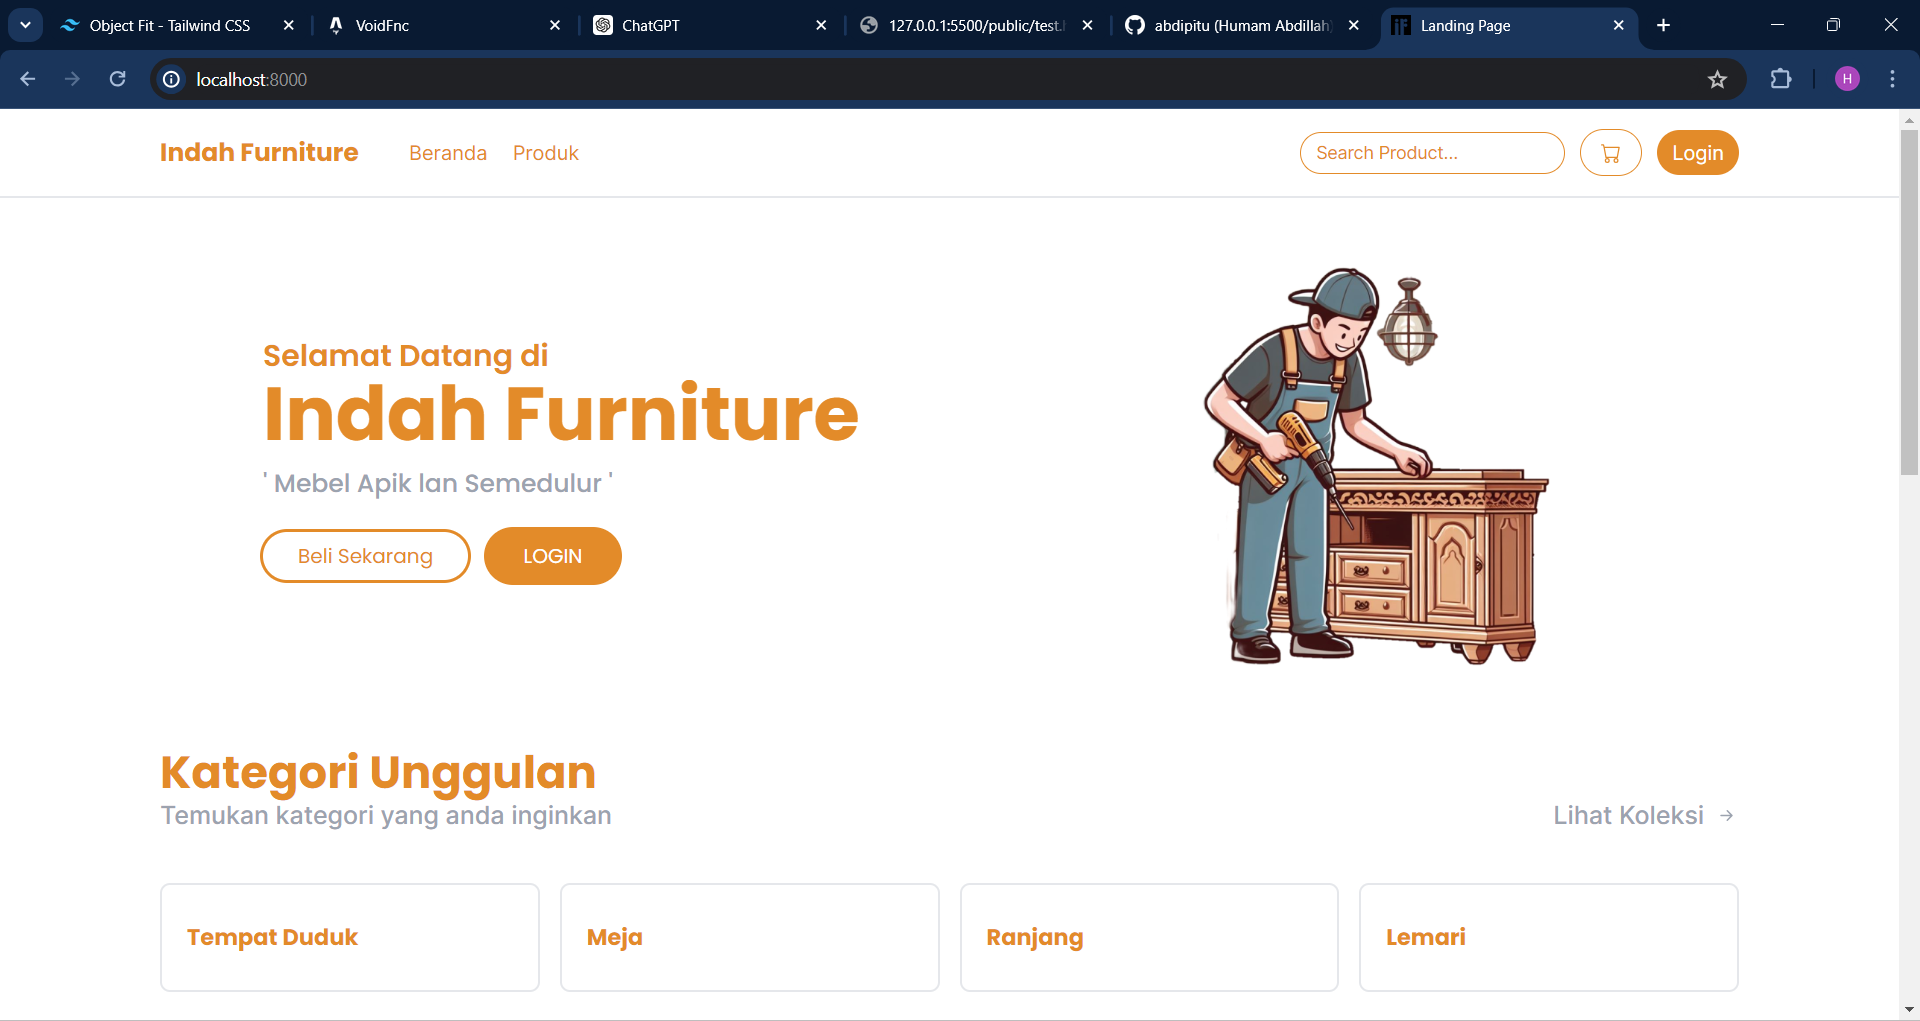 Object Fit - Tailwind CSS
VoidFnc
ChatGPT
127.0.0.1:5500/public/test.
abdipitu (Humam Abdillah)
Landing Page
localhost:8000
H
Indah Furniture
Beranda
Produk
Search Product...
Login
Selamat Datang di
Indah Furniture
' Mebel Apik lan Semedulur '
Beli Sekarang
LOGIN
Kategori Unggulan
Temukan kategori yang anda inginkan
Lihat Koleksi →
Tempat Duduk
Meja
Ranjang
Lemari